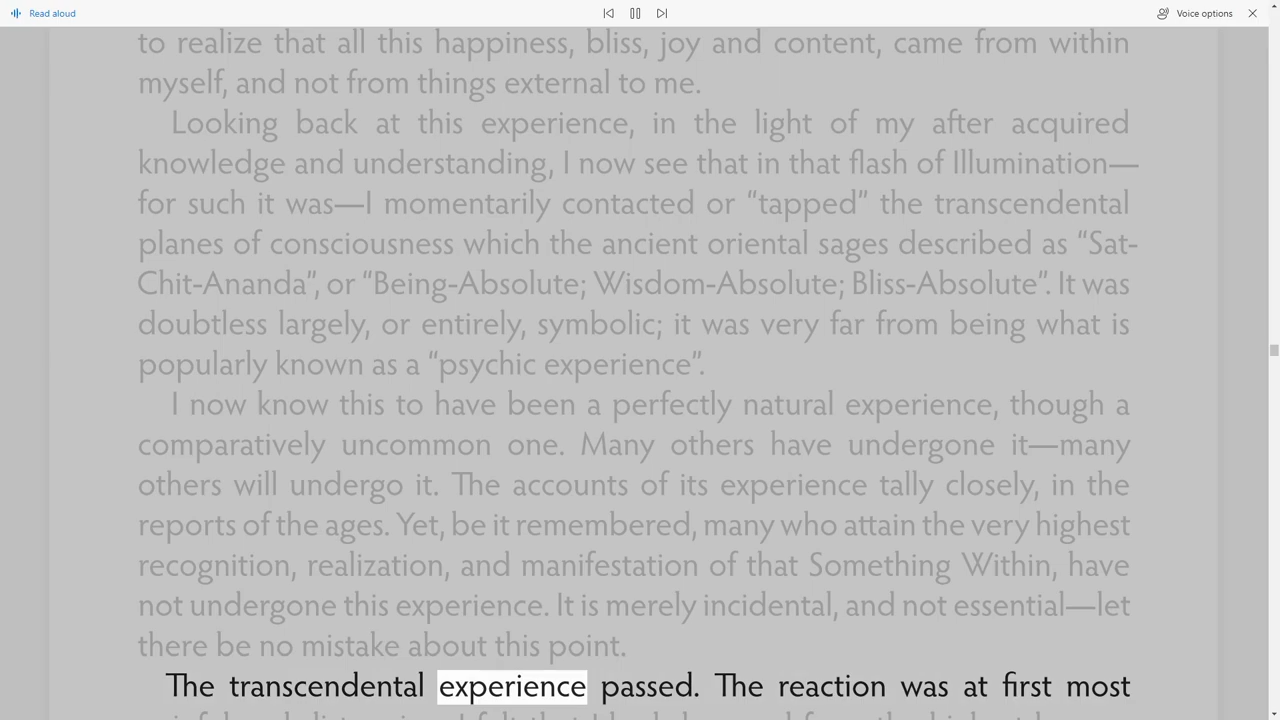 Read aloud
Voice options
to realize that all this happiness, bliss, joy and content, came from within
myself, and not from things external to me.
Looking back at this experience, in the light of my after acquired
knowledge and understanding, I now see that in that flash of Illumination—
for such it was—I momentarily contacted or “tapped” the transcendental
planes of consciousness which the ancient oriental sages described as “Sat-
Chit-Ananda”, or “Being-Absolute; Wisdom-Absolute; Bliss-Absolute”. It was
doubtless largely, or entirely, symbolic; it was very far from being what is
popularly known as a “psychic experience”.
I now know this to have been a perfectly natural experience, though a
comparatively uncommon one. Many others have undergone it—many
others will undergo it. The accounts of its experience tally closely, in the
reports of the ages. Yet, be it remembered, many who attain the very highest
recognition, realization, and manifestation of that Something Within, have
not undergone this experience. It is merely incidental, and not essential—let
there be no mistake about this point.
The transcendental experience passed. The reaction was at first most